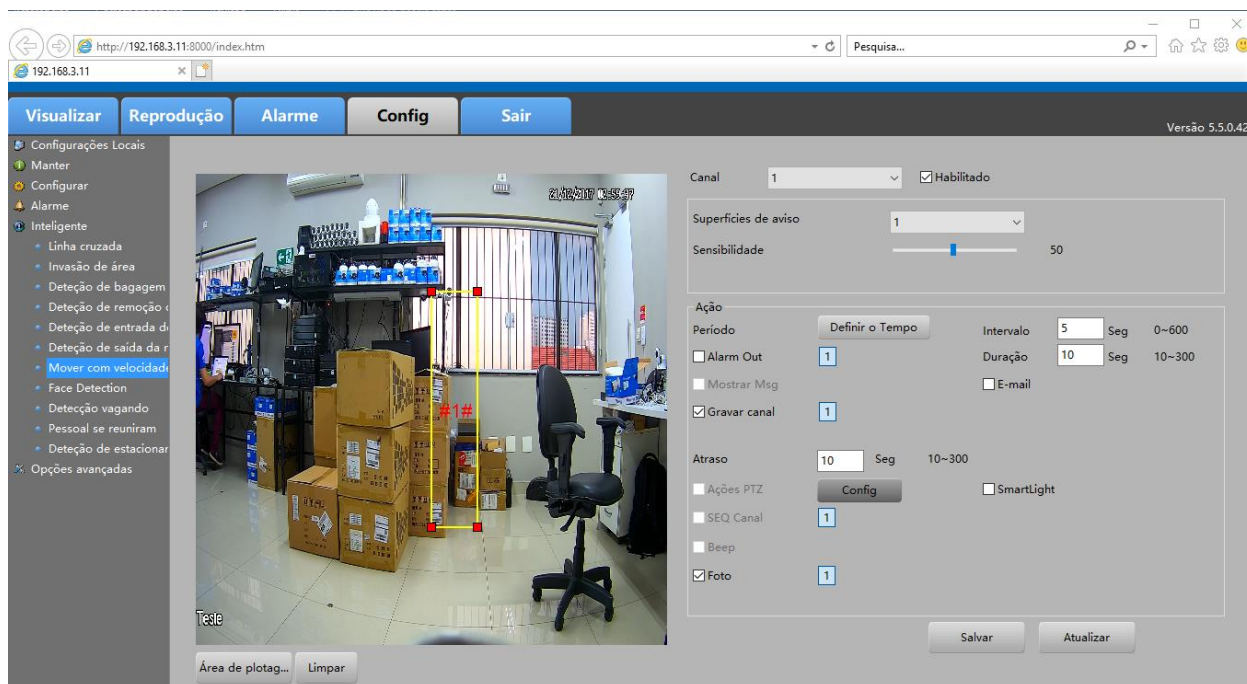 http://192.168.3.11:8000/index.htm
Pesquisa...
192.168.3.11
Visualizar
Reprodução
Alarme
Config
Sair
Versão 5.5.0.42
Configurações Locais
Manter
Configurar
Alarme
Inteligente
Linha cruzada
Invasão de área
Deteção de bagagem
Deteção de remoção
Deteção de entrada d
Deteção de saída da r
Mover com velocidad
Face Detection
Detecção vagando
Pessoal se reuniram
Deteção de estacionar
Opções avançadas
#1#
Teste
Área de plotag...
Limpar
Canal 1 Habilitado
Superfícies de aviso 1
Sensibilidade 50
Ação
Período Definir o Tempo Intervalo 5 Seg 0~600
Alarm Out 1 Duração 10 Seg 10~300
Mostrar Msg E-mail
Gravar canal 1
Atraso 10 Seg 10~300
Ações PTZ Config SmartLight
SEQ Canal 1
Beep
Foto 1
Salvar
Atualizar